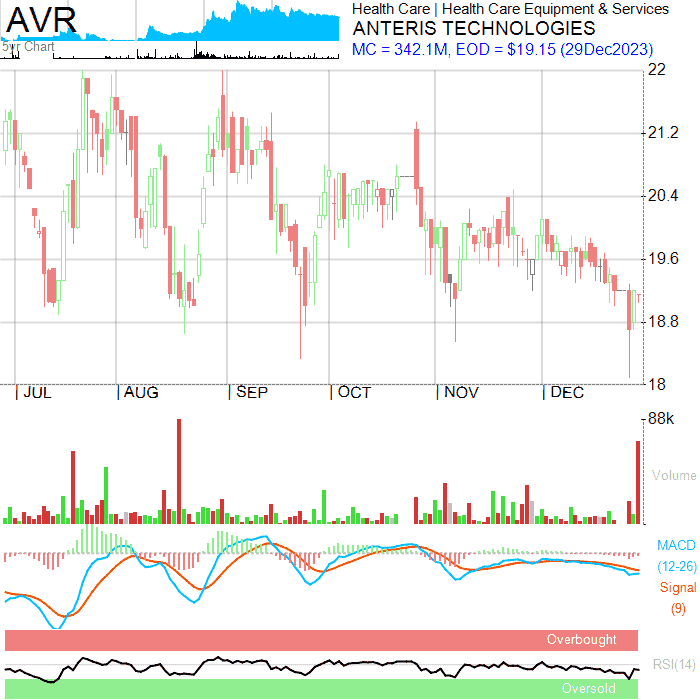 AVR
5yr Chart
Health Care | Health Care Equipment & Services
ANTERIS TECHNOLOGIES
MC = 342.1M, EOD = $19.15 (29Dec2023)
22
21.2
20.4
19.6
18.8
18
| JUL | AUG | SEP | OCT | NOV | DEC
88k
Volume
MACD
(12-26)
Signal
(9)
Overbought
RSI(14)
Oversold